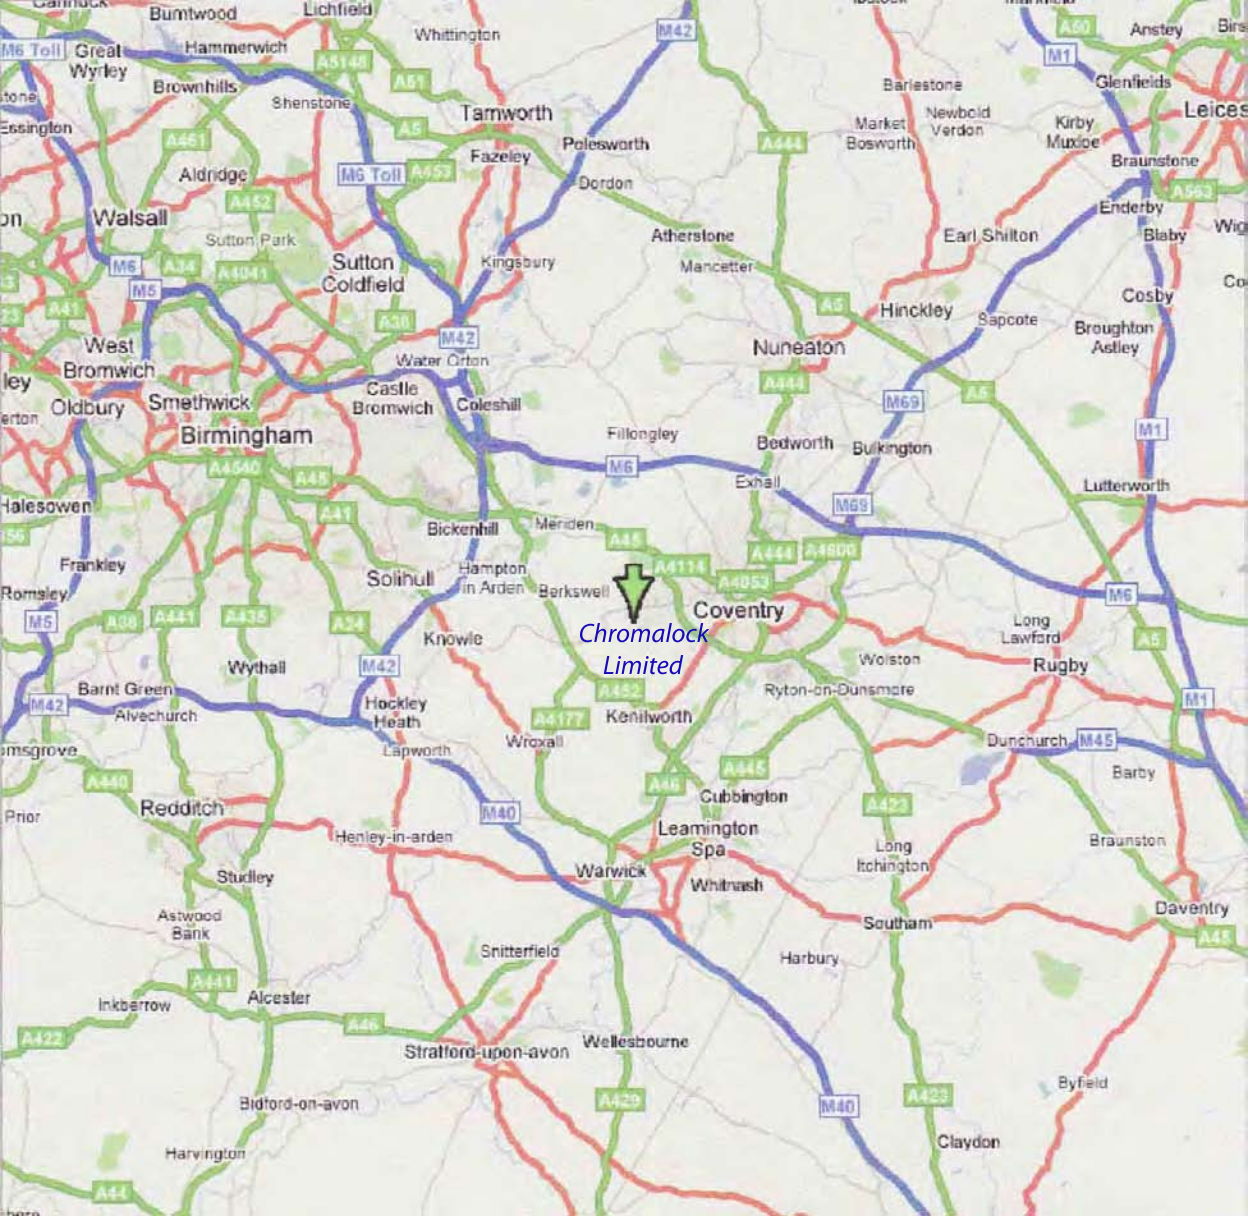 Cannock
Burntwood
Lichfield
Whittington
M42
A50
Anstey
M6 Toll
Great
Wyrley
Hammerwich
A5148
A51
M1
Glenfields
Brownhills
Shenstone
Tamworth
Barlestone
Newbold
Verdon
Leices
Essington
A461
A5
Polesworth
A444
Market
Bosworth
Kirby
Muxloe
Fazeley
Braunstone
Aldridge
M6 Toll
A453
Dordon
A563
A452
Enderby
Walsall
Sutton Park
Atherstone
Earl Shilton
Blaby
Wig
M6
A34
A4041
Sutton
Coldfield
Kingsbury
Mancetter
M5
A41
A38
A5
Hinckley
Sapcote
Cosby
Broughton
Astley
West
Bromwich
M42
Water Orton
Nuneaton
ley
Oldbury
Smethwick
Castle
Bromwich
Coleshill
A444
M69
A5
erton
Birmingham
Fillongley
Bedworth
Bulkington
M1
A4540
A45
M6
Exhall
Lutterworth
Halesowen
A41
Bickenhill
Meriden
A45
M69
A444
A4600
Frankley
Solihull
Hampton
in Arden
Berkswell
A4114
A4053
Coventry
M6
Romsley
M5
A38
A441
A435
A34
Knowle
Chromalock
Limited
Long
Lawford
A5
Wythall
M42
Wolston
Rugby
M42
Barnt Green
Alvechurch
Hockley
Heath
A452
Kenilworth
A4177
Ryton-on-Dunsmore
M1
omsgrove
Lapworth
Wroxall
Dunchurch
M45
Barby
A440
A46
A445
Cubbington
Prior
Redditch
M40
A423
Henley-in-arden
Leamington
Spa
Long
Itchington
Braunston
Studley
Warwick
Whitnash
Astwood
Bank
Southam
Daventry
A45
Snitterfield
Harbury
A441
Inkberrow
Alcester
A422
A46
Stratford-upon-avon
Wellesbourne
Byfield
Bidford-on-avon
A429
M40
A423
Harvington
Claydon
A44